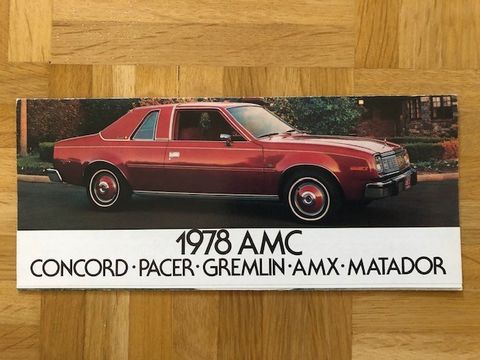 1978 AMC
CONCORD·PACER·GREMLIN·AMX·MATADOR